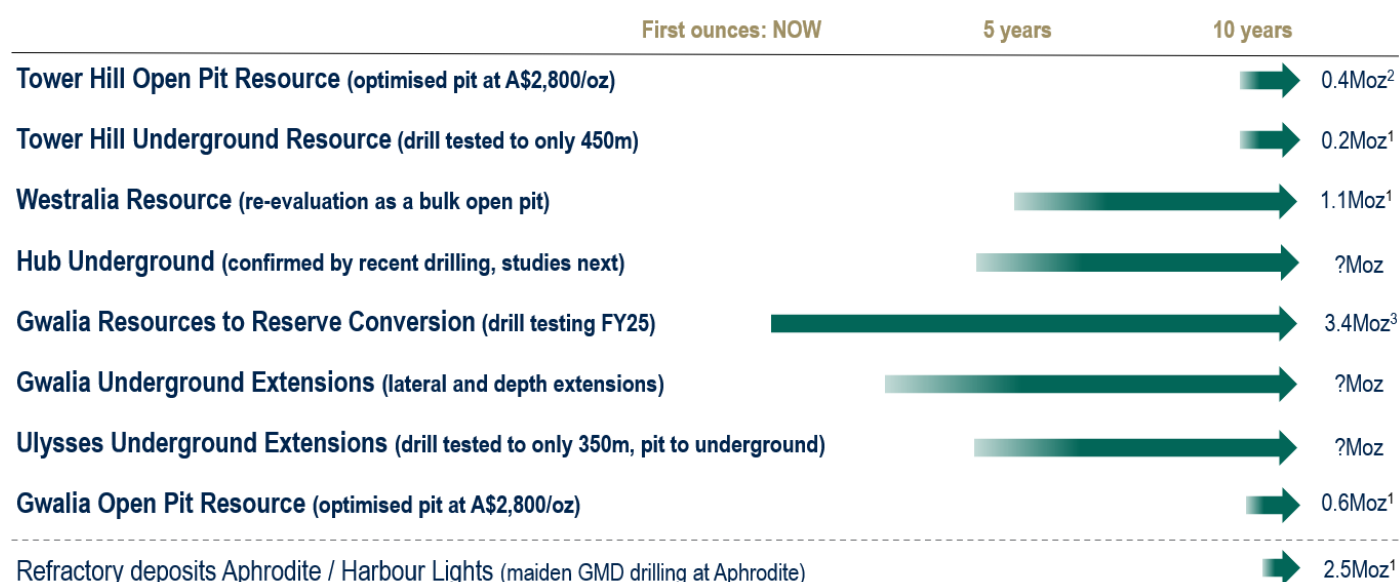 First ounces: NOW 5 years 10 years
Tower Hill Open Pit Resource (optimised pit at A$2,800/oz) 0.4Moz²
Tower Hill Underground Resource (drill tested to only 450m) 0.2Moz¹
Westralia Resource (re-evaluation as a bulk open pit) 1.1Moz¹
Hub Underground (confirmed by recent drilling, studies next) ?Moz
Gwalia Resources to Reserve Conversion (drill testing FY25) 3.4Moz³
Gwalia Underground Extensions (lateral and depth extensions) ?Moz
Ulysses Underground Extensions (drill tested to only 350m, pit to underground) ?Moz
Gwalia Open Pit Resource (optimised pit at A$2,800/oz) 0.6Moz¹
Refractory deposits Aphrodite / Harbour Lights (maiden GMD drilling at Aphrodite) 2.5Moz¹